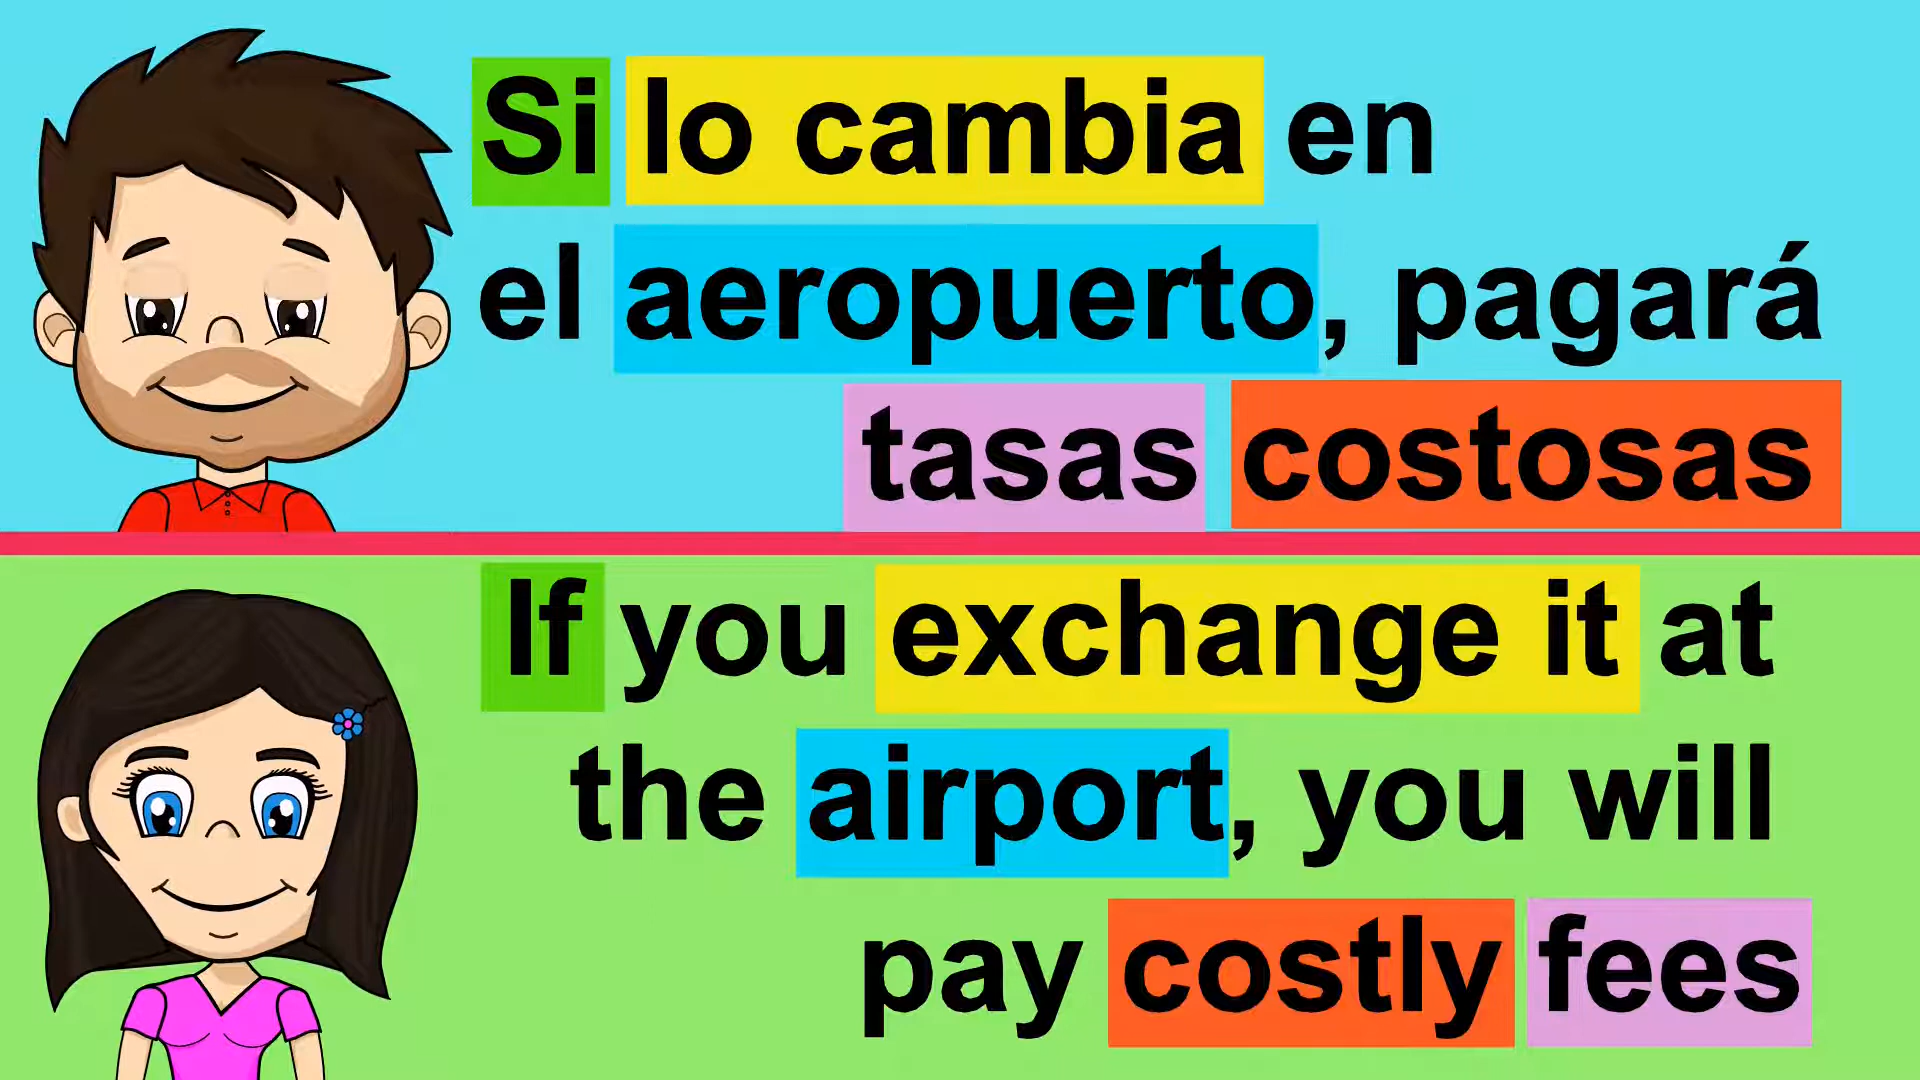 Si lo cambia en
el aeropuerto, pagará
tasas costosas
If you exchange it at
the airport, you will
pay costly fees